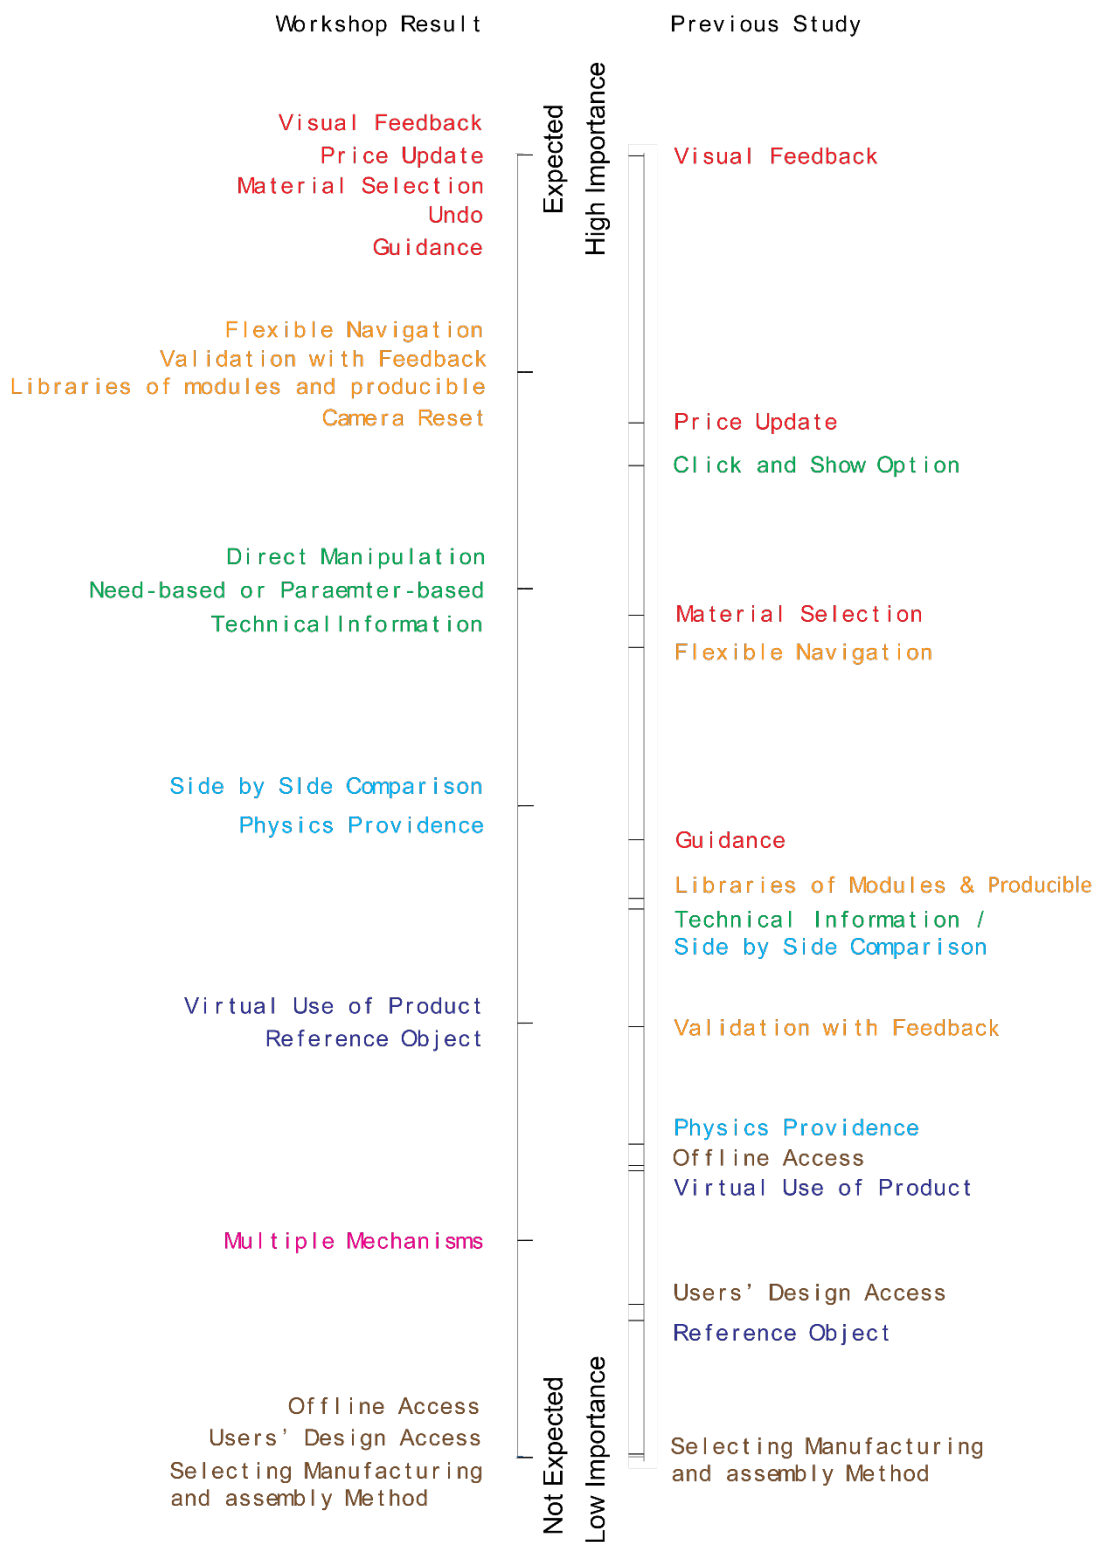 Workshop Result
Previous Study
Visual Feedback
Price Update
Material Selection
Undo
Guidance
Flexible Navigation
Validation with Feedback
Libraries of modules and producible
Camera Reset
Direct Manipulation
Need-based or Paraemter-based
Technical Information
Side by SIde Comparison
Physics Providence
Virtual Use of Product
Reference Object
Multiple Mechanisms
Offline Access
Users’ Design Access
Selecting Manufacturing
and assembly Method
Expected
Not Expected
High Importance
Low Importance
Visual Feedback
Price Update
Click and Show Option
Material Selection
Flexible Navigation
Guidance
Libraries of Modules & Producible
Technical Information /
Side by Side Comparison
Validation with Feedback
Physics Providence
Offline Access
Virtual Use of Product
Users’ Design Access
Reference Object
Selecting Manufacturing
and assembly Method